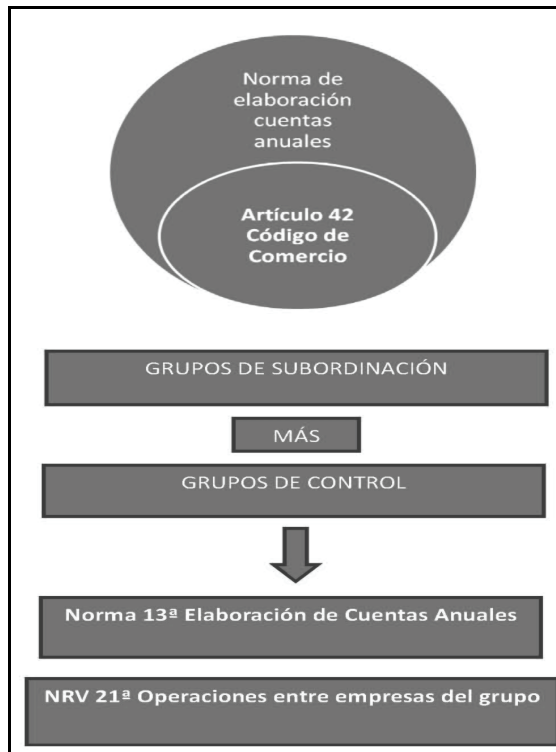 Norma de
elaboración
cuentas
anuales
Artículo 42
Código de
Comercio
GRUPOS DE SUBORDINACIÓN
MÁS
GRUPOS DE CONTROL
Norma 13ª Elaboración de Cuentas Anuales
NRV 21ª Operaciones entre empresas del grupo